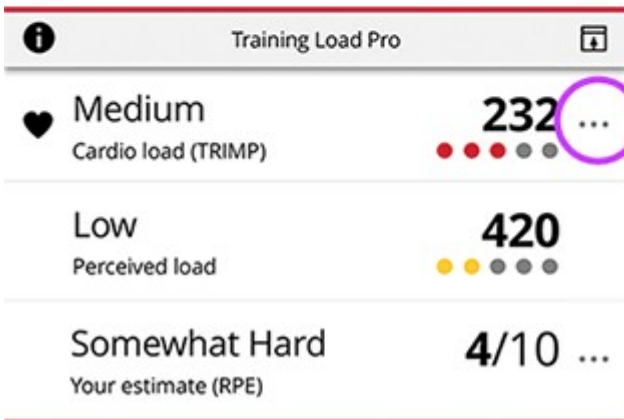 Training Load Pro
Medium
232 ...
Cardio load (TRIMP)
Low
420
Perceived load
Somewhat Hard
4/10 ...
Your estimate (RPE)